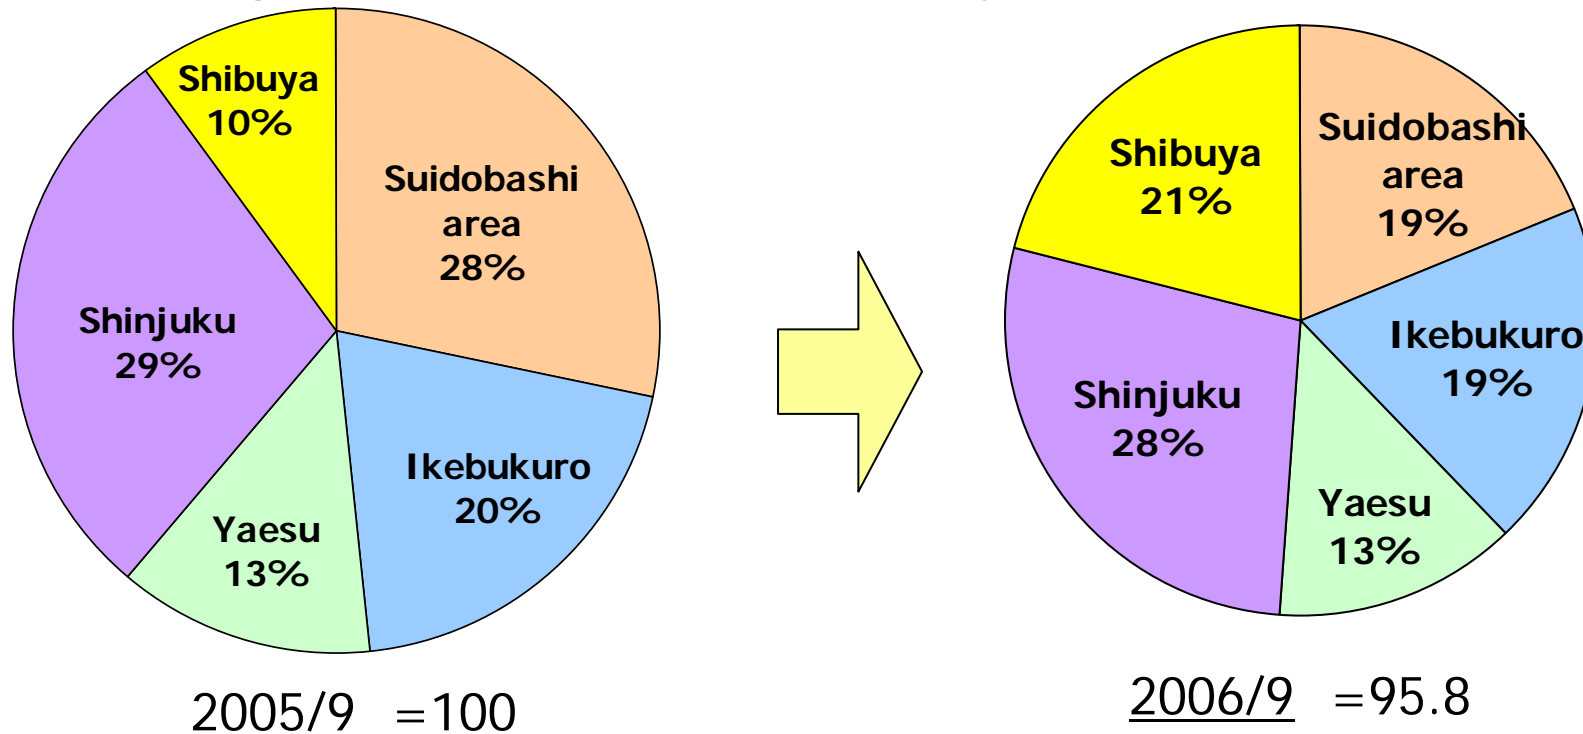 Shibuya
10%
Suidobashi
area
28%
Shinjuku
29%
Ikebukuro
20%
Yaesu
13%
2005/9 =100
Shibuya
21%
Suidobashi
area
19%
Ikebukuro
19%
Shinjuku
28%
Yaesu
13%
2006/9 =95.8